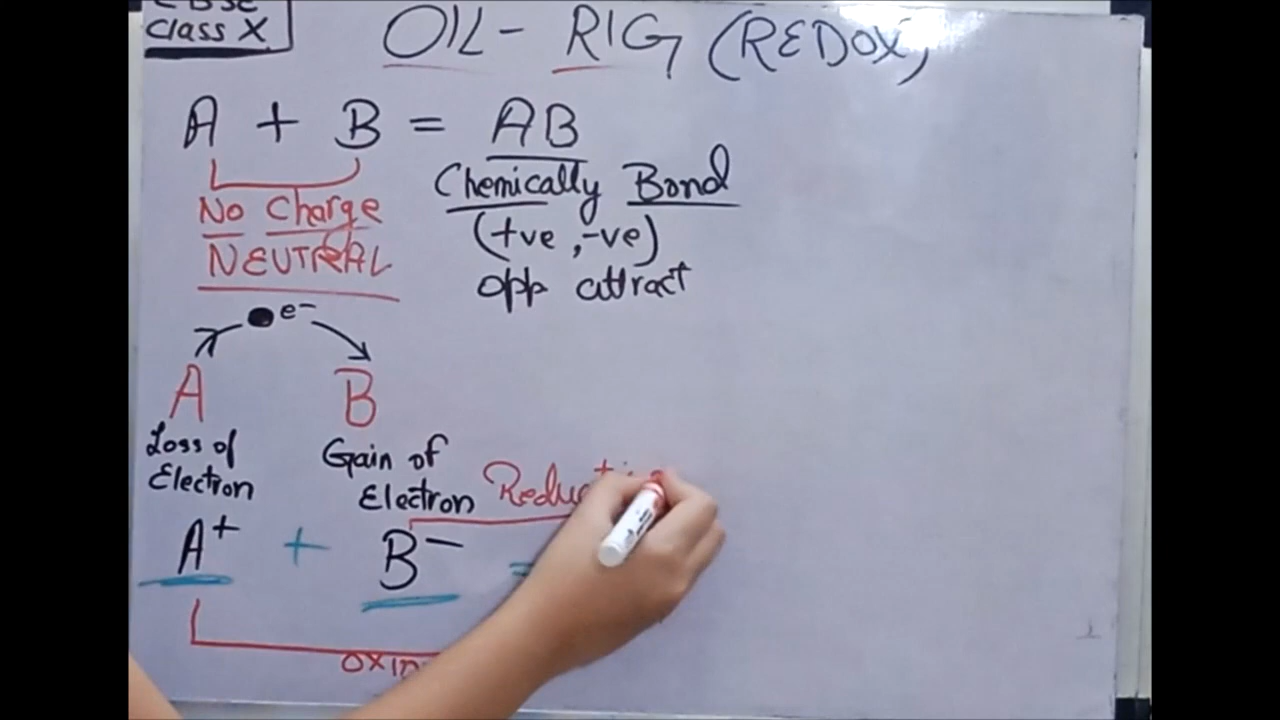 CBSE
Class X
OIL - RIG (REDOX)
A + B = AB
Chemically Bond
No Charge
(+ve, -ve)
NEUTRAL
opp attract
e-
A B
Loss of
Electron
Gain of
Electron
A+ + B- =